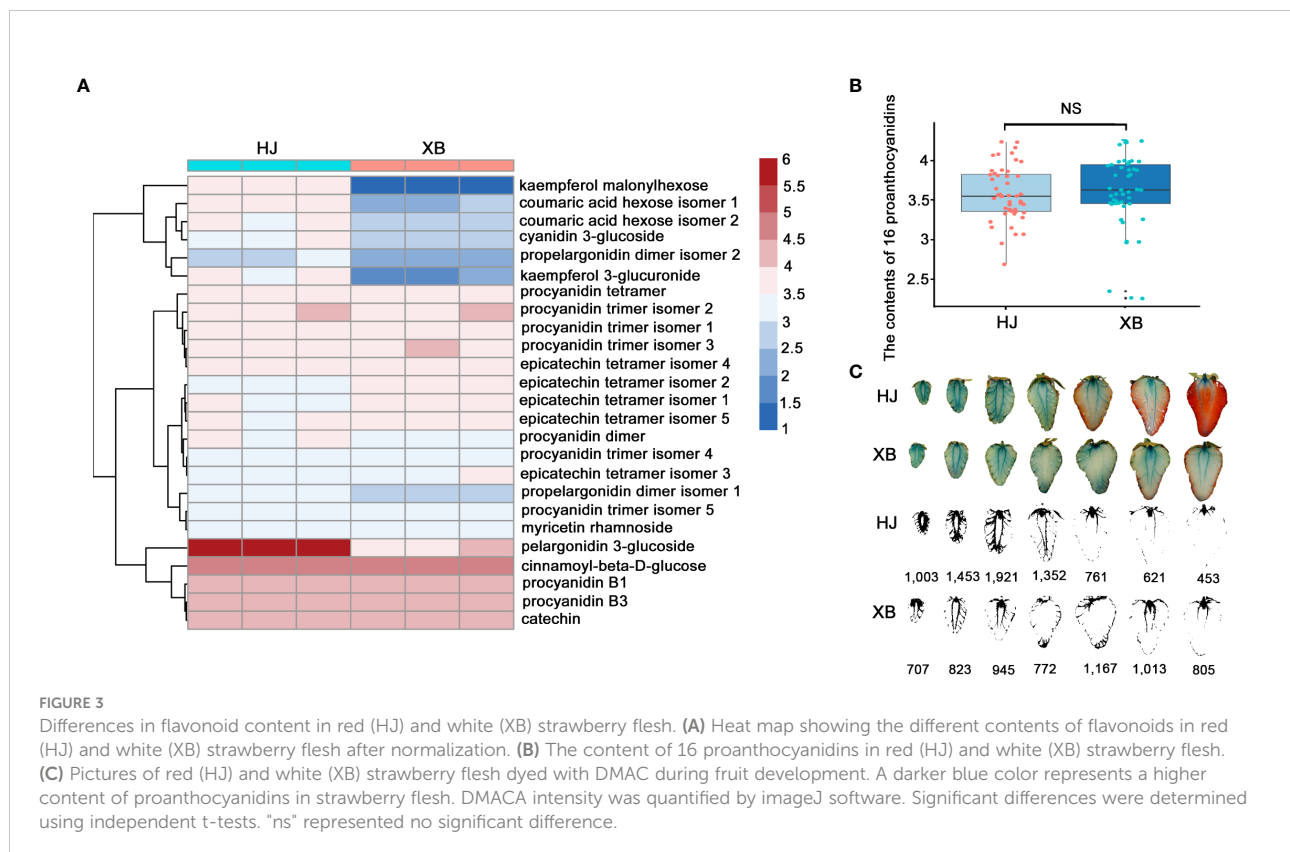 A
HJ
XB
6
5.5
5
4.5
4
3.5
3
2.5
2
1.5
1
kaempferol malonylhexose
coumaric acid hexose isomer 1
coumaric acid hexose isomer 2
cyanidin 3-glucoside
propelargonidin dimer isomer 2
kaempferol 3-glucuronide
procyanidin tetramer
procyanidin trimer isomer 2
procyanidin trimer isomer 1
procyanidin trimer isomer 3
epicatechin tetramer isomer 4
epicatechin tetramer isomer 2
epicatechin tetramer isomer 1
epicatechin tetramer isomer 5
procyanidin dimer
procyanidin trimer isomer 4
epicatechin tetramer isomer 3
propelargonidin dimer isomer 1
procyanidin trimer isomer 5
myricetin rhamnoside
pelargonidin 3-glucoside
cinnamoyl-beta-D-glucose
procyanidin B1
procyanidin B3
catechin
B
The contents of 16 proanthocyanidins
NS
4
3.5
3
2.5
HJ
XB
C
HJ
XB
HJ
1,003 1,453 1,921 1,352 761 621 453
XB
707 823 945 772 1,167 1,013 805
FIGURE 3
Differences in flavonoid content in red (HJ) and white (XB) strawberry flesh. (A) Heat map showing the different contents of flavonoids in red
(HJ) and white (XB) strawberry flesh after normalization. (B) The content of 16 proanthocyanidins in red (HJ) and white (XB) strawberry flesh.
(C) Pictures of red (HJ) and white (XB) strawberry flesh dyed with DMAC during fruit development. A darker blue color represents a higher
content of proanthocyanidins in strawberry flesh. DMACA intensity was quantified by imageJ software. Significant differences were determined
using independent t-tests. "ns" represented no significant difference.